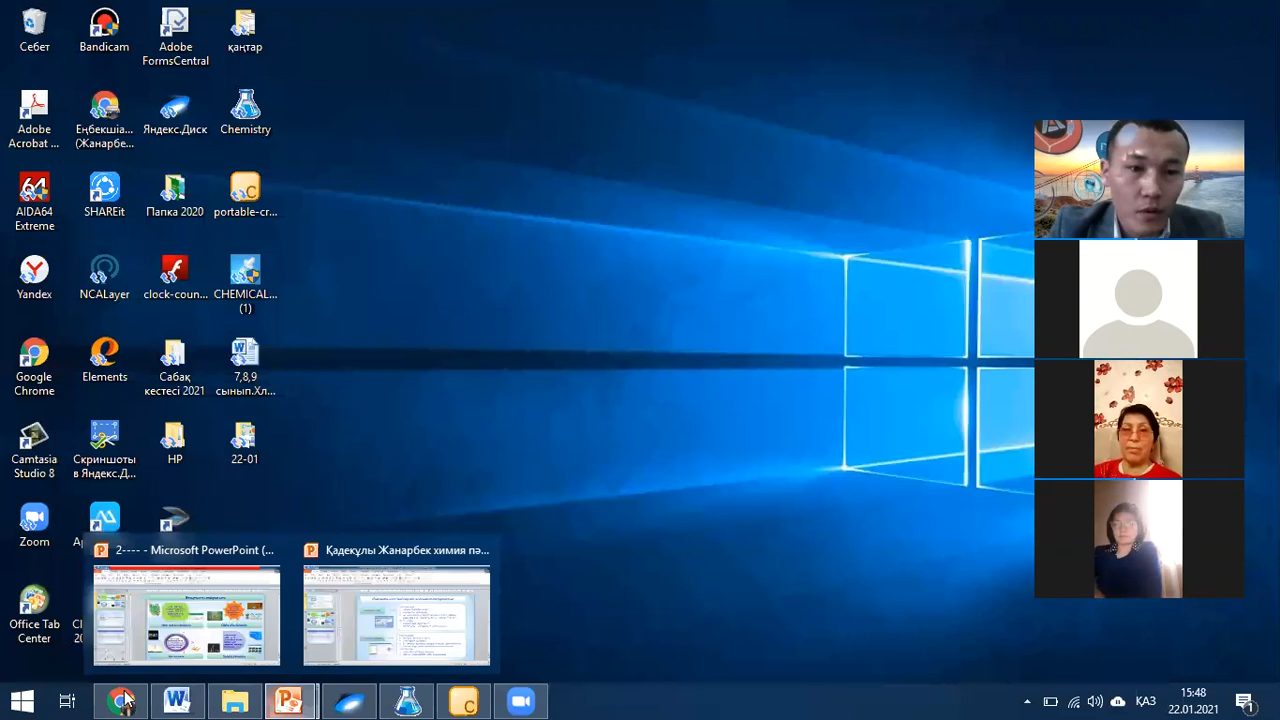 Себет
Bandicam
Adobe
FormsCentral
қаңтар
Adobe
Acrobat ...
Еңбекшіа...
(Жанарбе...
Яндекс.Диск
Chemistry
AIDA64
Extreme
SHAREit
Папка 2020
portable-cr...
Yandex
NCALayer
clock-coun...
CHEMICAL...
(1)
Google
Chrome
Elements
Сабақ
кестесі 2021
7,8,9
сынып.Хл...
Camtasia
Studio 8
Скриншоты
в Яндекс.Д...
HP
22-01
Zoom
2---- - Microsoft PowerPoint (...
Қадекұлы Жанарбек химия пә...
Office Tab
Center
ҚАЗ
15:48
22.01.2021
1